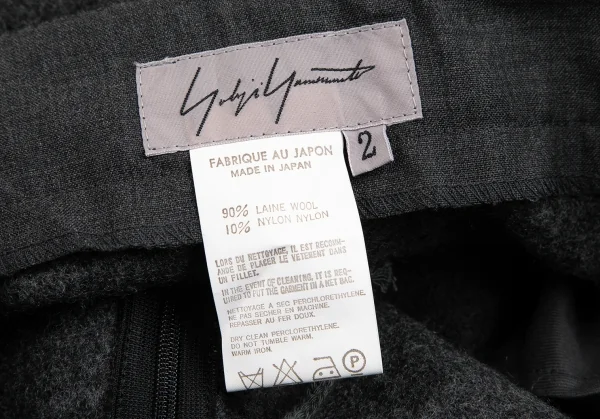 Yohji Yamamoto
2
FABRIQUE AU JAPON
MADE IN JAPAN
90% LAINE WOOL
10% NYLON NYLON
LORS DU NETTOYAGE, IL EST RECOMM-
ANDE DE PLACER LE VETEMENT DANS
UN FILLET.
IN THE EVENT OF CLEANING, IT IS REQ-
UIRED TO PUT THE GARMENT IN A NET BAG.
NETTOYAGE A SEC PERCHLORETHYLENE.
NE PAS SECHER EN MACHINE.
REPASSER AU FER DOUX.
DRY CLEAN PERCLORETHYLENE.
DO NOT TUMBLE WARM.
WARM IRON.
P